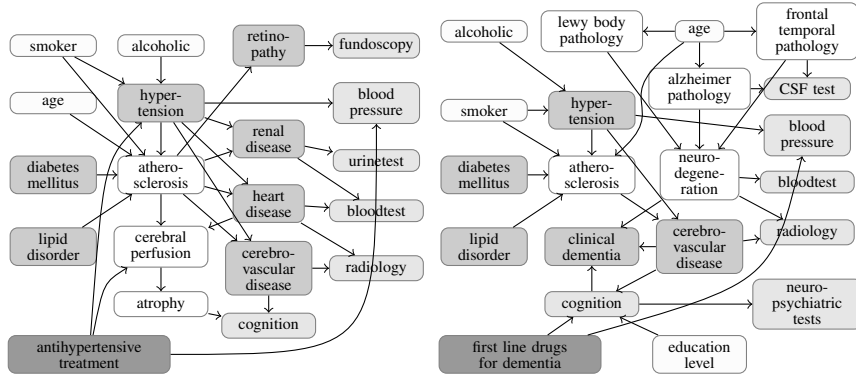 smoker
alcoholic
retino-
pathy
fundoscopy
age
hyper-
tension
blood
pressure
renal
disease
urinetest
diabetes
mellitus
athero-
sclerosis
heart
disease
bloodtest
lipid
disorder
cerebral
perfusion
cerebro-
vascular
disease
radiology
atrophy
cognition
antihypertensive
treatment
alcoholic
lewy body
pathology
age
frontal
temporal
pathology
alzheimer
pathology
CSF test
smoker
hyper-
tension
blood
pressure
diabetes
mellitus
athero-
sclerosis
neuro-
degene-
ration
bloodtest
lipid
disorder
clinical
dementia
cerebro-
vascular
disease
radiology
cognition
neuro-
psychiatric
tests
first line drugs
for dementia
education
level